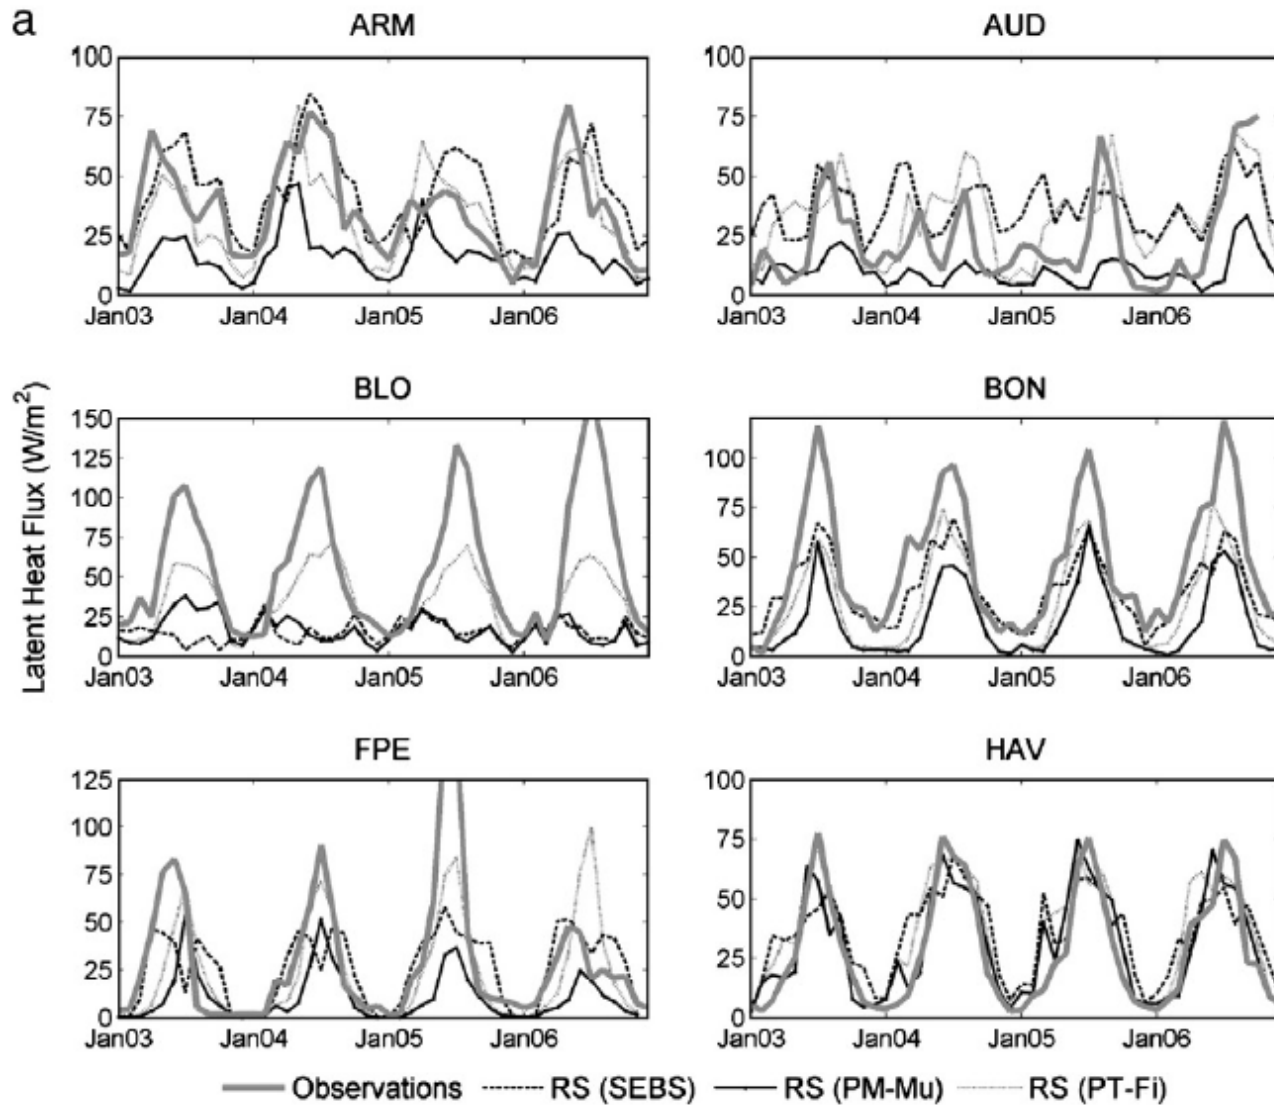 a
ARM
AUD
100
75
50
25
0
Jan03 Jan04 Jan05 Jan06
100
75
50
25
0
Jan03 Jan04 Jan05 Jan06
Latent Heat Flux (W/m²)
BLO
BON
150
125
100
75
50
25
0
Jan03 Jan04 Jan05 Jan06
100
75
50
25
0
Jan03 Jan04 Jan05 Jan06
FPE
HAV
125
100
75
50
25
0
Jan03 Jan04 Jan05 Jan06
100
75
50
25
0
Jan03 Jan04 Jan05 Jan06
Observations RS (SEBS) RS (PM-Mu) RS (PT-Fi)